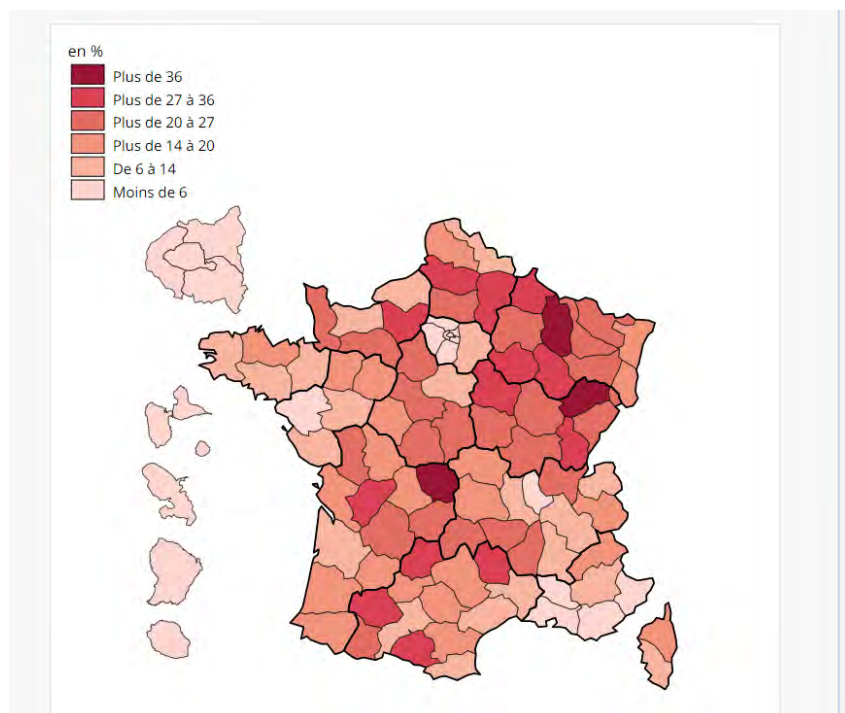 en %
Plus de 36
Plus de 27 à 36
Plus de 20 à 27
Plus de 14 à 20
De 6 à 14
Moins de 6